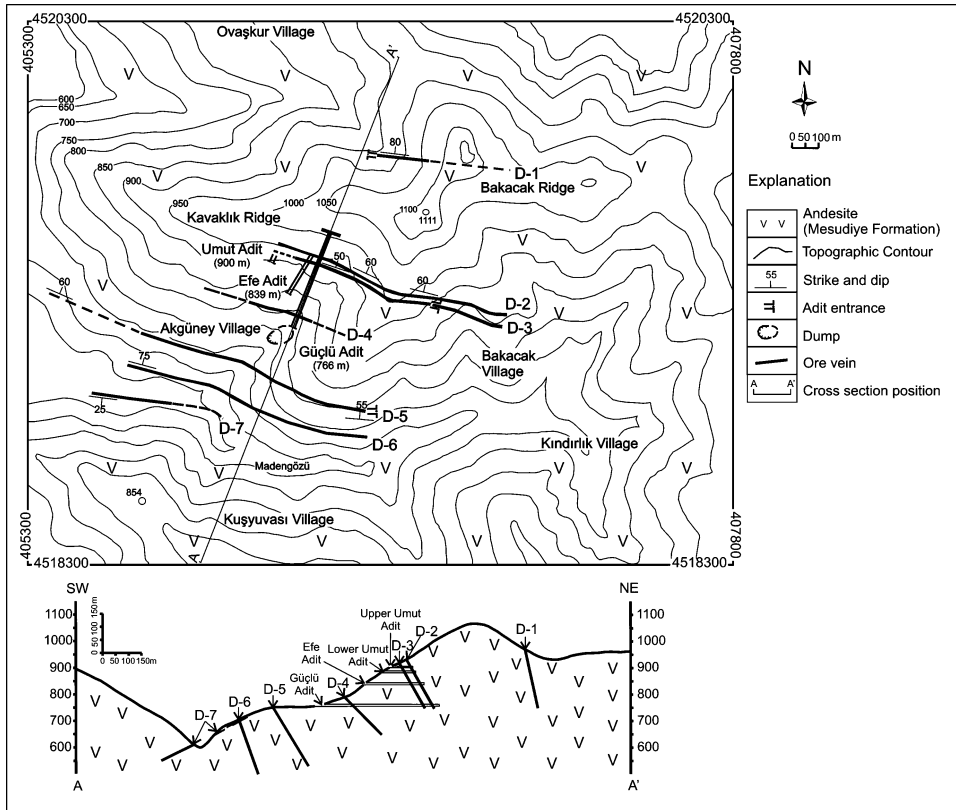 4520300
4520300
405300
407800
Ovaşkur Village
A'
N
0 50 100 m
600
650
700
750
800
850
900
950
1000
1050
80
D-1
Bakacak Ridge
1100
1111
Kavaklık Ridge
Umut Adit
(900 m)
Efe Adit
(839 m)
50
60
60
D-2
D-3
60
Akgüney Village
D-4
Güçlü Adit
(766 m)
Bakacak
Village
75
55
D-5
25
D-7
D-6
Kındırlık Village
Madengözü
854
Kuşyuvası Village
A
405300
407800
4518300
4518300
Explanation
V V
Andesite
(Mesudiye Formation)
Topographic Contour
55
Strike and dip
Adit entrance
Dump
Ore vein
A A'
Cross section position
SW
NE
1100
1000
900
800
700
600
0 50 100 150 m
0 50 100 150m
Upper Umut
Adit
D-2
D-3
Efe
Adit
Lower Umut
Adit
Güçlü
Adit
D-4
D-5
D-6
D-7
D-1
1100
1000
900
800
700
600
A
A'